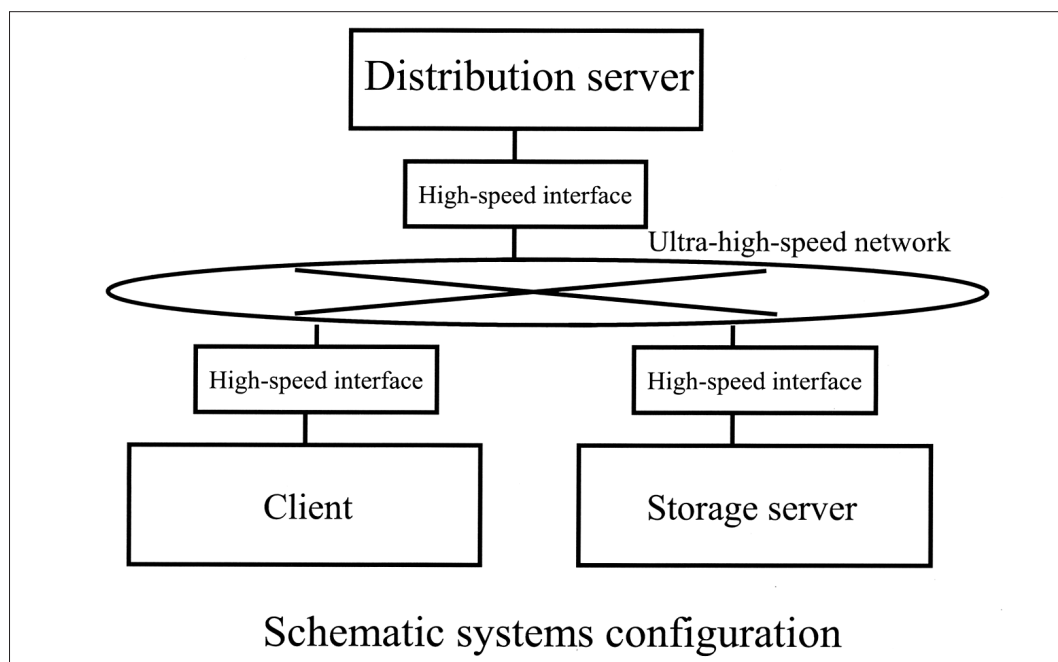 Distribution server
High-speed interface
Ultra-high-speed network
High-speed interface
High-speed interface
Client
Storage server
Schematic systems configuration